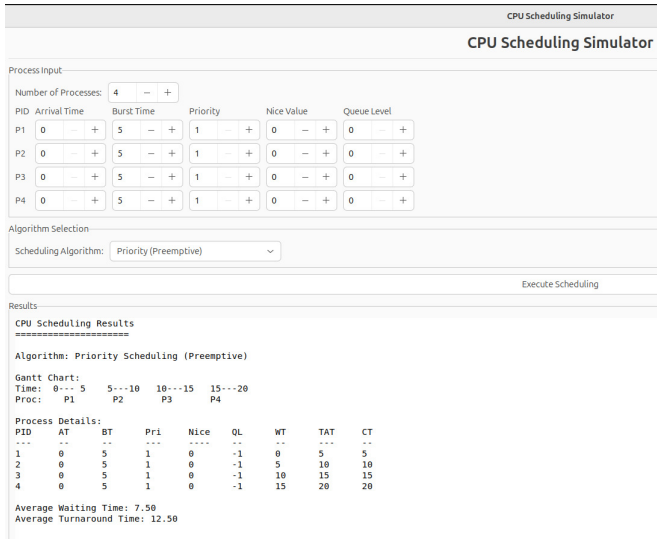 CPU Scheduling Simulator
CPU Scheduling Simulator
Process Input
Number of Processes: 4 − +
PID Arrival Time Burst Time Priority Nice Value Queue Level
P1 0 − + 5 − + 1 − + 0 − + 0 − +
P2 0 − + 5 − + 1 − + 0 − + 0 − +
P3 0 − + 5 − + 1 − + 0 − + 0 − +
P4 0 − + 5 − + 1 − + 0 − + 0 − +
Algorithm Selection
Scheduling Algorithm: Priority (Preemptive)
Execute Scheduling
Results
CPU Scheduling Results
=====================
Algorithm: Priority Scheduling (Preemptive)
Gantt Chart:
Time: 0--- 5 5---10 10---15 15---20
Proc: P1 P2 P3 P4
Process Details:
PID AT BT Pri Nice QL WT TAT CT
--- -- -- --- ---- -- -- --- --
1 0 5 1 0 -1 0 5 5
2 0 5 1 0 -1 5 10 10
3 0 5 1 0 -1 10 15 15
4 0 5 1 0 -1 15 20 20
Average Waiting Time: 7.50
Average Turnaround Time: 12.50